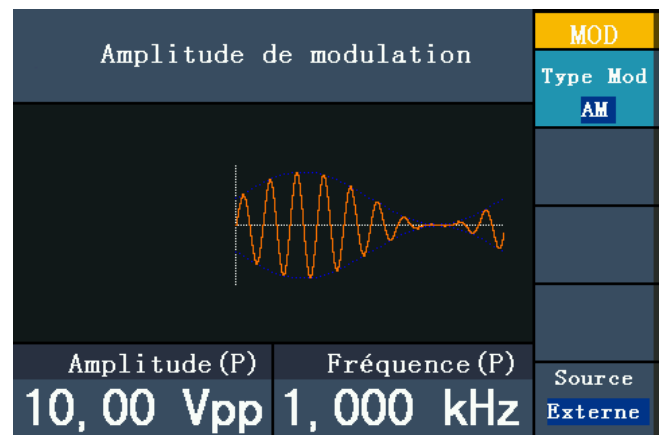 Amplitude de modulation
MOD
Type Mod
AM
Amplitude(P)
10,00 Vpp
Fréquence(P)
1,000 kHz
Source
Externe